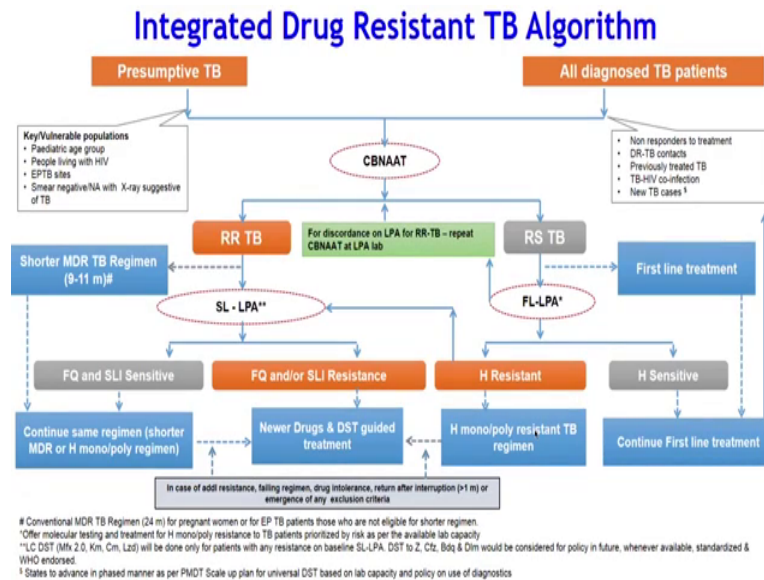 Integrated Drug Resistant TB Algorithm
Presumptive TB
All diagnosed TB patients
Key/Vulnerable populations
• Paediatric age group
• People living with HIV
• EPTB sites
• Smear negative/NA with X-ray suggestive
of TB
CBNAAT
• Non responders to treatment
• DR-TB contacts
• Previously treated TB
• TB-HIV co-infection
• New TB cases $
RR TB
For discordance on LPA for RR-TB – repeat
CBNAAT at LPA lab
RS TB
Shorter MDR TB Regimen
(9-11 m)#
First line treatment
SL - LPA**
FL-LPA*
FQ and SLI Sensitive
FQ and/or SLI Resistance
H Resistant
H Sensitive
Continue same regimen (shorter
MDR or H mono/poly regimen)
Newer Drugs & DST guided
treatment
H mono/poly resistant TB
regimen
Continue First line treatment
In case of addl resistance, failing regimen, drug intolerance, return after interruption (>1 m) or
emergence of any exclusion criteria
# Conventional MDR TB Regimen (24 m) for pregnant women or for EP TB patients those who are not eligible for shorter regimen.
*Offer molecular testing and treatment for H mono/poly resistance to TB patients prioritized by risk as per the available lab capacity
**LC DST (Mfx 2.0, Km, Cm, Lzd) will be done only for patients with any resistance on baseline SL-LPA. DST to Z, Cfz, Bdq & Dlm would be considered for policy in future, whenever available, standardized &
WHO endorsed.
$ States to advance in phased manner as per PMDT Scale up plan for universal DST based on lab capacity and policy on use of diagnostics